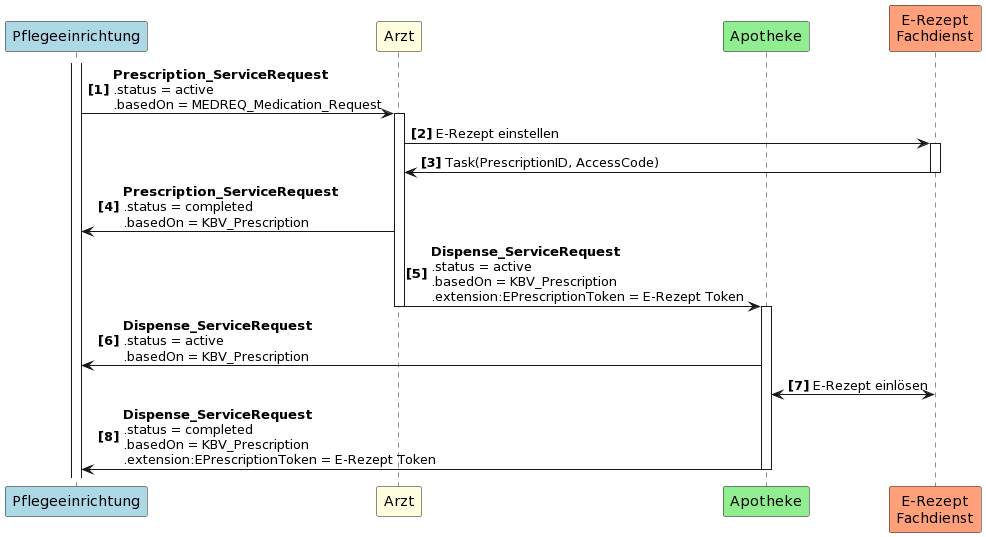 Pflegeeinrichtung
Arzt
Apotheke
E-Rezept
Fachdienst
Prescription_ServiceRequest
[1] .status = active
.basedOn = MEDREQ_Medication_Request
[2] E-Rezept einstellen
[3] Task(PrescriptionID, AccessCode)
Prescription_ServiceRequest
[4] .status = completed
.basedOn = KBV_Prescription
Dispense_ServiceRequest
.status = active
[5] .basedOn = KBV_Prescription
.extension:EPrescriptionToken = E-Rezept Token
Dispense_ServiceRequest
[6] .status = active
.basedOn = KBV_Prescription
[7] E-Rezept einlösen
Dispense_ServiceRequest
.status = completed
[8] .basedOn = KBV_Prescription
.extension:EPrescriptionToken = E-Rezept Token
Pflegeeinrichtung
Arzt
Apotheke
E-Rezept
Fachdienst